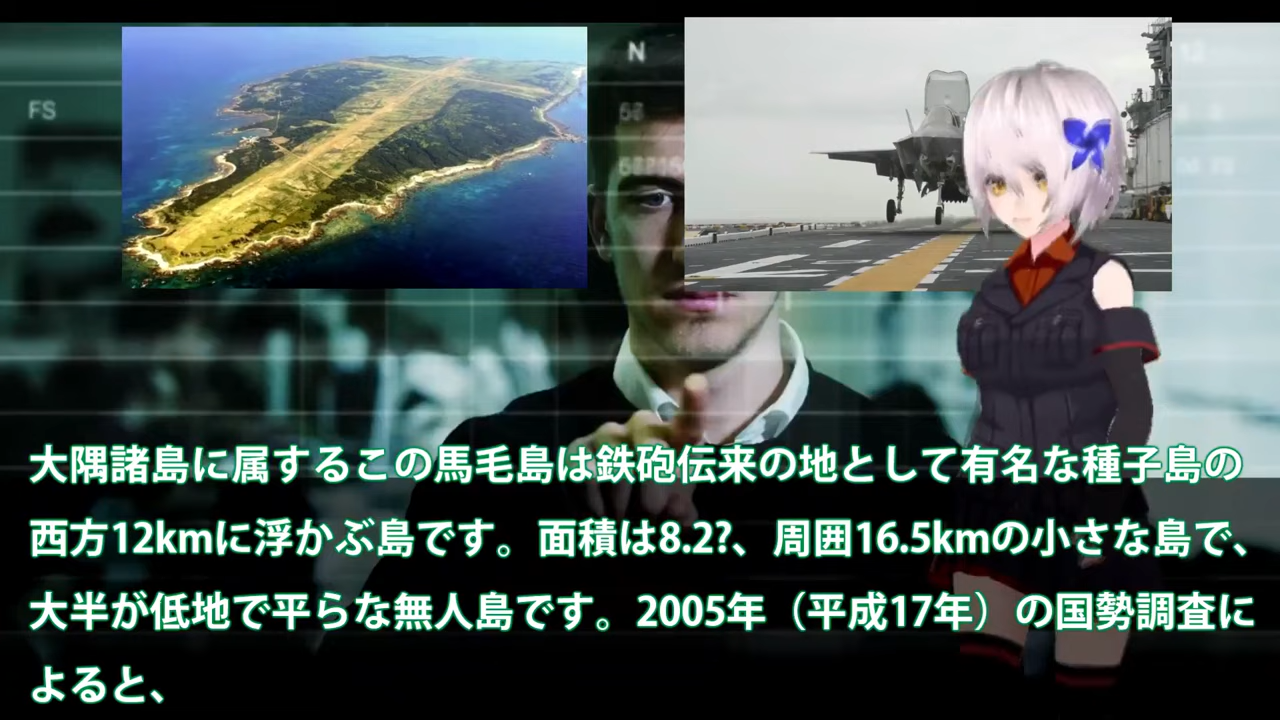 FS
N
大隅諸島に属するこの馬毛島は鉄砲伝来の地として有名な種子島の
西方12kmに浮かぶ島です。面積は8.2?、周囲16.5kmの小さな島で、
大半が低地で平らな無人島です。2005年（平成17年）の国勢調査に
よると、